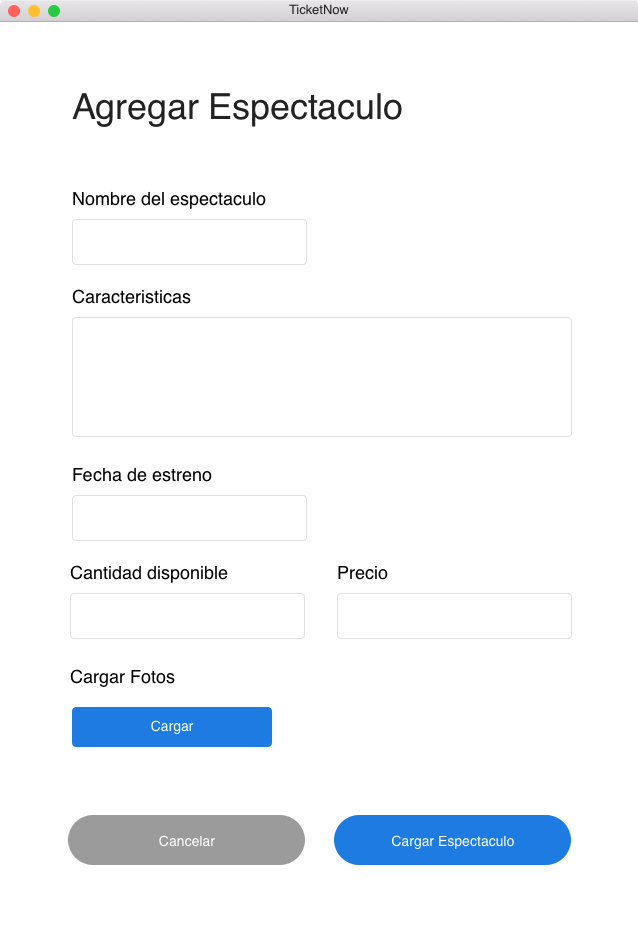 TicketNow
Agregar Espectaculo
Nombre del espectaculo
Caracteristicas
Fecha de estreno
Cantidad disponible
Precio
Cargar Fotos
Cargar
Cancelar
Cargar Espectaculo